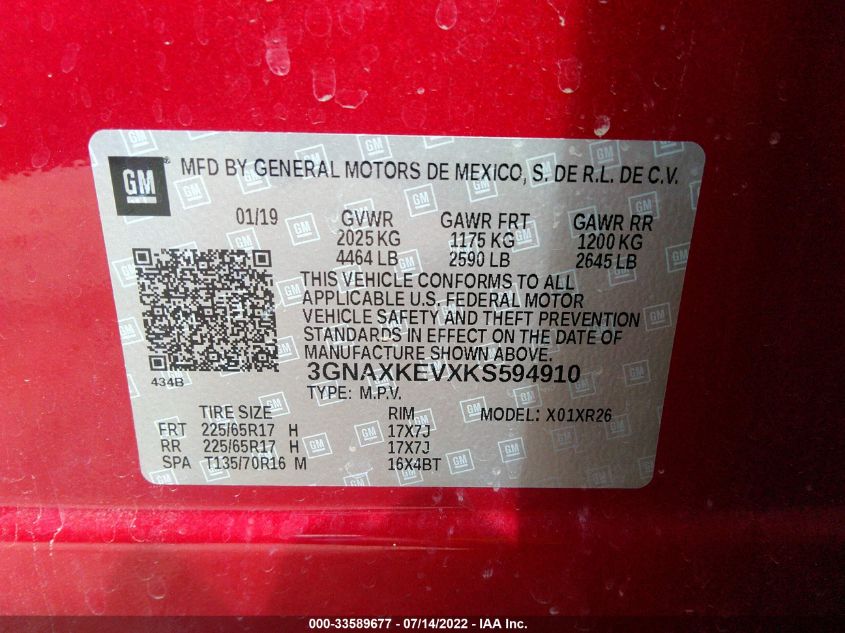 GM
MFD BY GENERAL MOTORS DE MEXICO, S. DE R.L. DE C.V.
01/19 GVWR GAWR FRT GAWR RR
2025 KG 1175 KG 1200 KG
4464 LB 2590 LB 2645 LB
THIS VEHICLE CONFORMS TO ALL
APPLICABLE U.S. FEDERAL MOTOR
VEHICLE SAFETY AND THEFT PREVENTION
STANDARDS IN EFFECT ON THE DATE OF
MANUFACTURE SHOWN ABOVE.
434B 3GNAXKEVXKS594910
TYPE: M.P.V.
TIRE SIZE RIM MODEL: X01XR26
FRT 225/65R17 H 17X7J
RR 225/65R17 H 17X7J
SPA T135/70R16 M 16X4BT
000-33589677 - 07/14/2022 - IAA Inc.